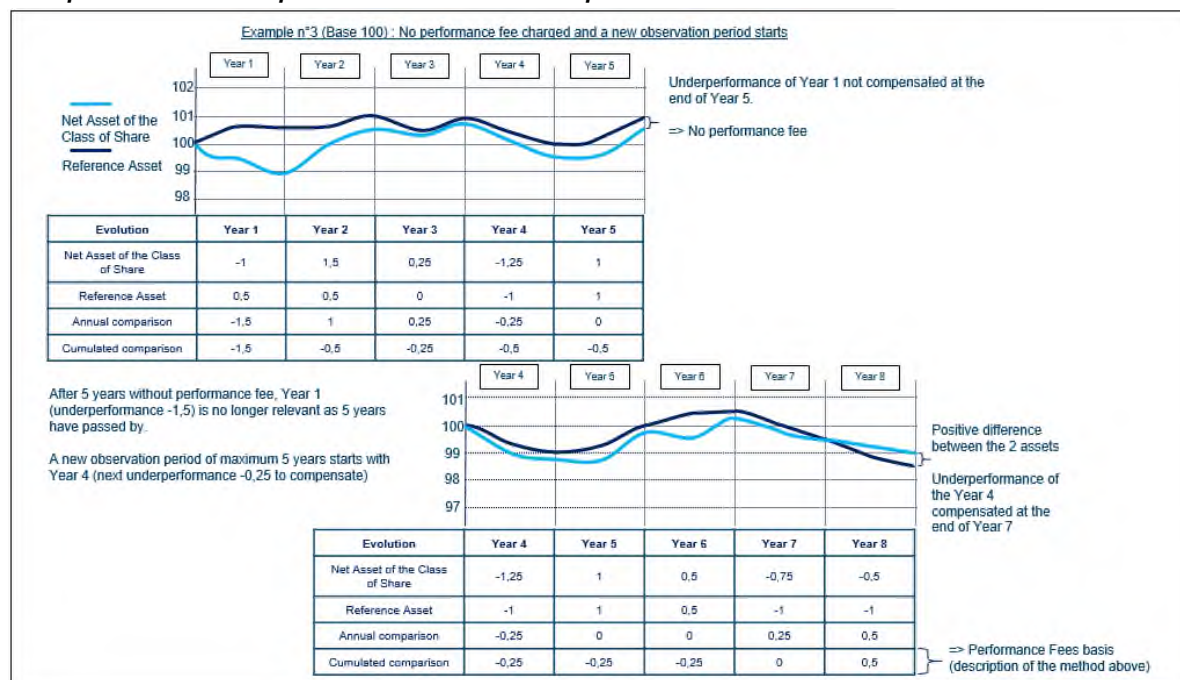 Example n°3 (Base 100) : No performance fee charged and a new observation period starts
Year 1 Year 2 Year 3 Year 4 Year 5
102
101
100
99
98
Net Asset of the
Class of Share
Reference Asset
Underperformance of Year 1 not compensated at the
end of Year 5.
=> No performance fee
Evolution Year 1 Year 2 Year 3 Year 4 Year 5
Net Asset of the Class
of Share -1 1,5 0,25 -1,25 1
Reference Asset 0,5 0,5 0 -1 1
Annual comparison -1,5 1 0,25 -0,25 0
Cumulated comparison -1,5 -0,5 -0,25 -0,5 -0,5
After 5 years without performance fee, Year 1
(underperformance -1,5) is no longer relevant as 5 years
have passed by.
A new observation period of maximum 5 years starts with
Year 4 (next underperformance -0,25 to compensate)
Year 4 Year 5 Year 6 Year 7 Year 8
101
100
99
98
97
Positive difference
between the 2 assets
Underperformance of
the Year 4
compensated at the
end of Year 7
Evolution Year 4 Year 5 Year 6 Year 7 Year 8
Net Asset of the Class
of Share -1,25 1 0,5 -0,75 -0,5
Reference Asset -1 1 0,5 -1 -1
Annual comparison -0,25 0 0 0,25 0,5
Cumulated comparison -0,25 -0,25 -0,25 0 0,5
=> Performance Fees basis
(description of the method above)